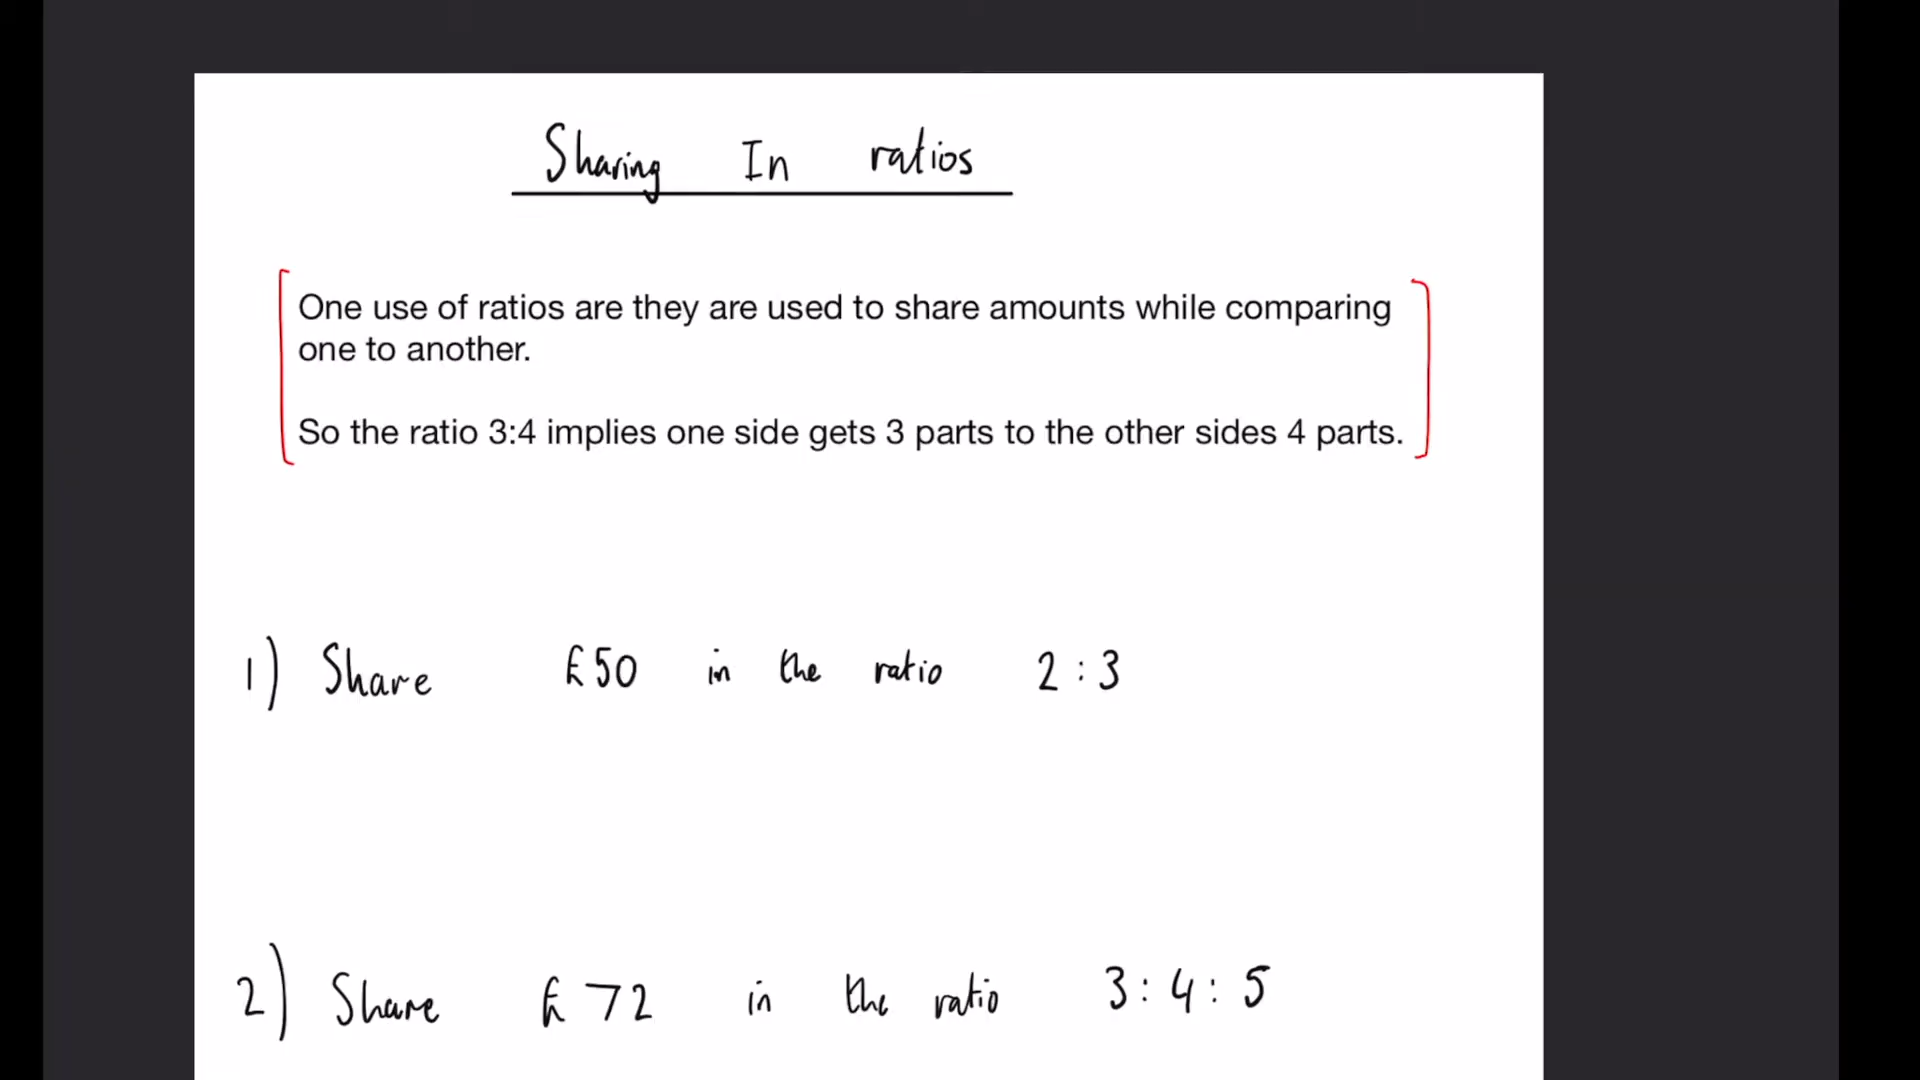 Sharing In ratios
One use of ratios are they are used to share amounts while comparing
one to another.
So the ratio 3:4 implies one side gets 3 parts to the other sides 4 parts.
1) Share £50 in the ratio 2:3
2) Share £72 in the ratio 3:4:5